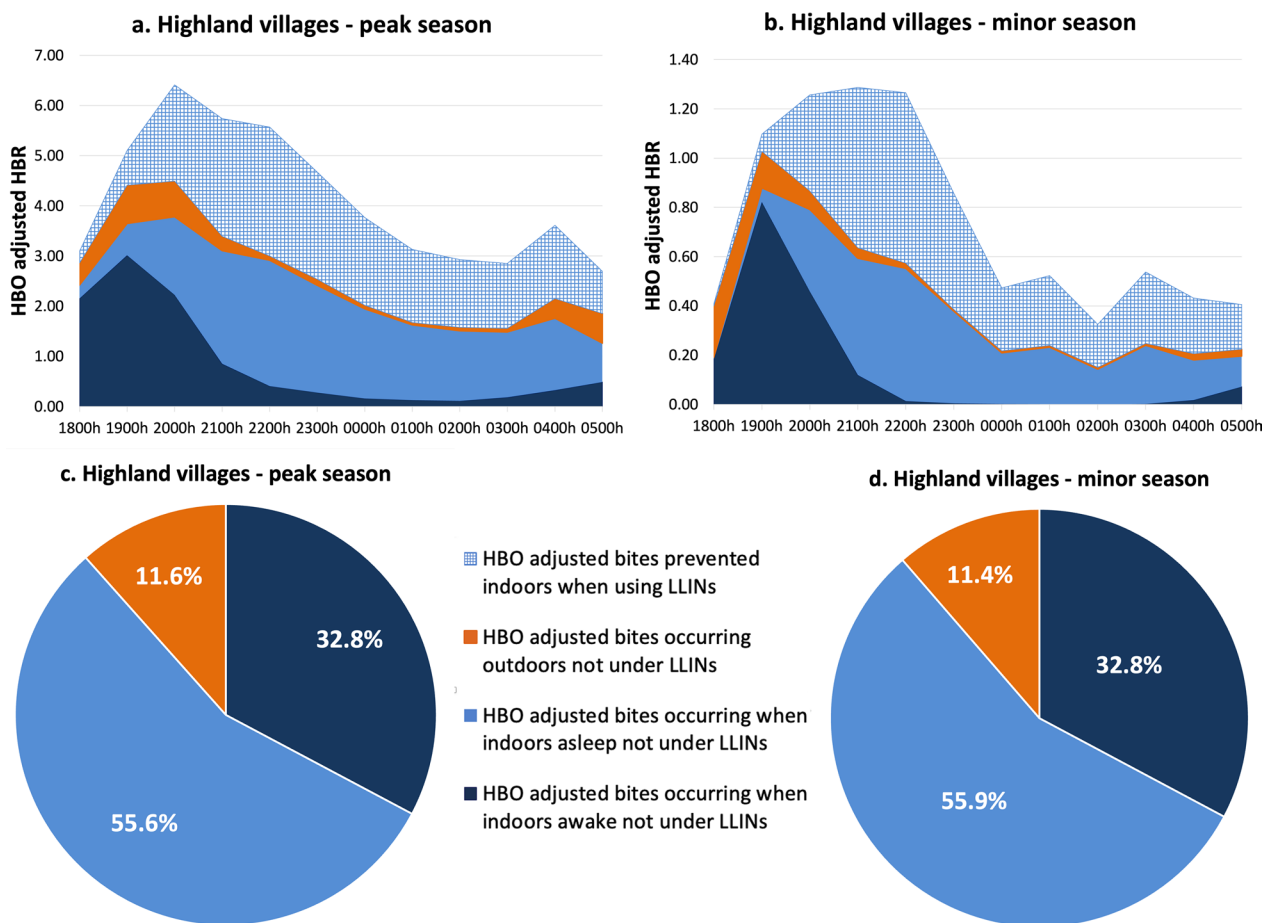 a. Highland villages - peak season
7.00
6.00
5.00
4.00
3.00
2.00
1.00
0.00
HBO adjusted HBR
1800h 1900h 2000h 2100h 2200h 2300h 0000h 0100h 0200h 0300h 0400h 0500h
b. Highland villages - minor season
1.40
1.20
1.00
0.80
0.60
0.40
0.20
0.00
HBO adjusted HBR
1800h 1900h 2000h 2100h 2200h 2300h 0000h 0100h 0200h 0300h 0400h 0500h
c. Highland villages - peak season
11.6%
32.8%
55.6%
HBO adjusted bites prevented
indoors when using LLINs
HBO adjusted bites occurring
outdoors not under LLINs
HBO adjusted bites occurring when
indoors asleep not under LLINs
HBO adjusted bites occurring when
indoors awake not under LLINs
d. Highland villages - minor season
11.4%
32.8%
55.9%